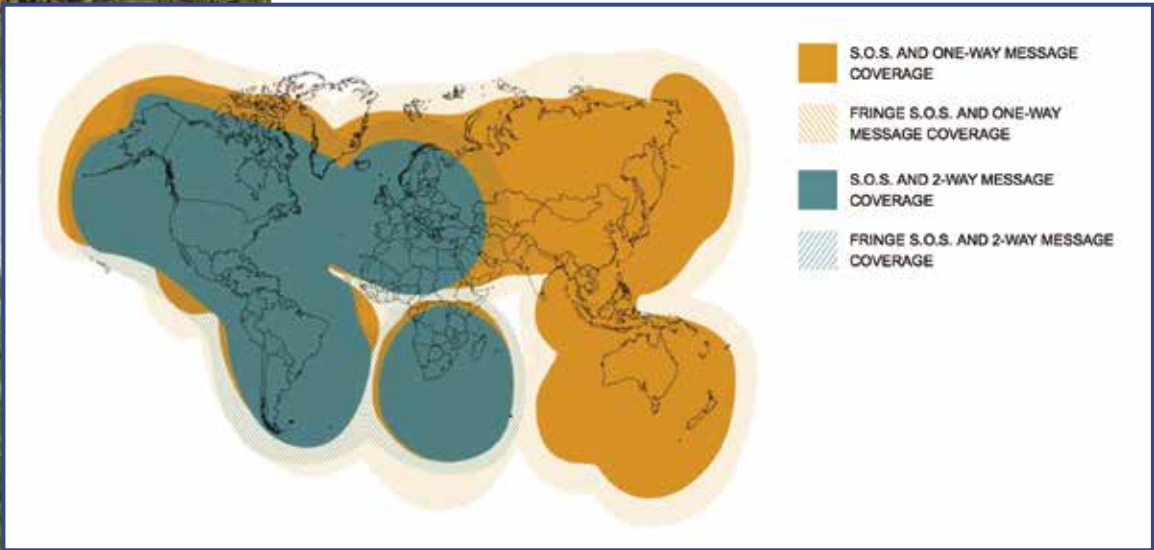 S.O.S. AND ONE-WAY MESSAGE
COVERAGE
FRINGE S.O.S. AND ONE-WAY
MESSAGE COVERAGE
S.O.S. AND 2-WAY MESSAGE
COVERAGE
FRINGE S.O.S. AND 2-WAY MESSAGE
COVERAGE